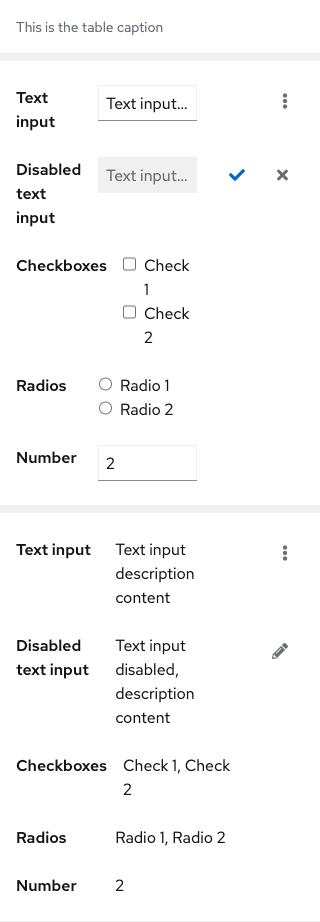 This is the table caption
Text
input
Text input...
Disabled
text
input
Text input...
Checkboxes
Check
1
Check
2
Radios
Radio 1
Radio 2
Number
2
Text input
Text input
description
content
Disabled
text input
Text input
disabled,
description
content
Checkboxes
Check 1, Check
2
Radios
Radio 1, Radio 2
Number
2